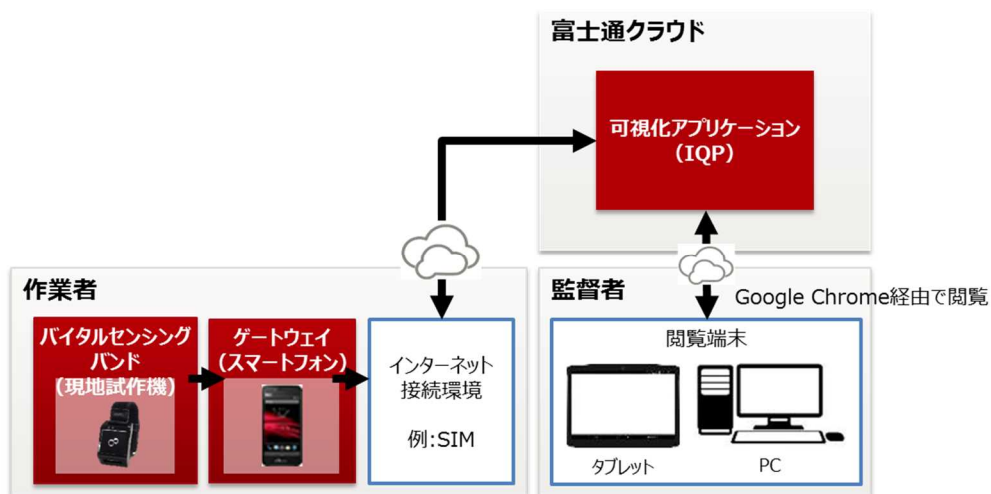 富士通クラウド
可視化アプリケーション
（IQP）
作業者
バイタルセンシング
バンド
（現地試作機）
ゲートウェイ
（スマートフォン）
インターネット
接続環境
例:SIM
監督者
Google Chrome経由で閲覧
閲覧端末
タブレット
PC